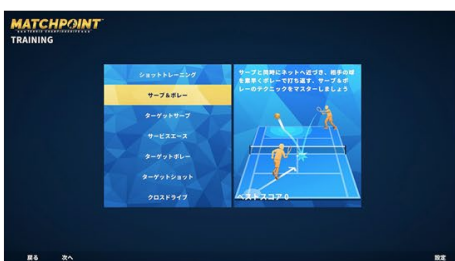 MATCHPOINT
TENNIS CHAMPIONSHIPS
TRAINING
ショットトレーニング
サーブ&ボレー
ターゲットサーブ
サービスエース
ターゲットボレー
ターゲットショット
クロスドライブ
サーブと同時にネットへ近づき、相手の球
を素早くボレーで打ち返す。サーブ&ボ
レーのテクニックをマスターしましょう
ベストスコア 0
戻る
次へ
設定